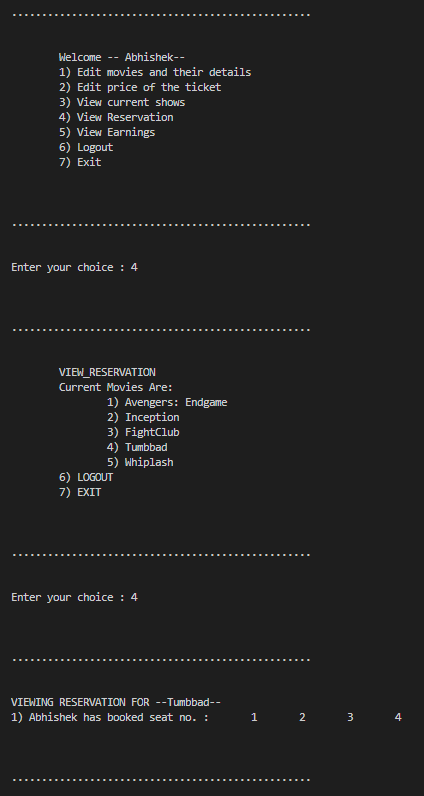 ..................................................
Welcome -- Abhishek--
1) Edit movies and their details
2) Edit price of the ticket
3) View current shows
4) View Reservation
5) View Earnings
6) Logout
7) Exit
..................................................
Enter your choice : 4
..................................................
VIEW_RESERVATION
Current Movies Are:
1) Avengers: Endgame
2) Inception
3) FightClub
4) Tumbbad
5) Whiplash
6) LOGOUT
7) EXIT
..................................................
Enter your choice : 4
..................................................
VIEWING RESERVATION FOR --Tumbbad--
1) Abhishek has booked seat no. : 1 2 3 4
..................................................